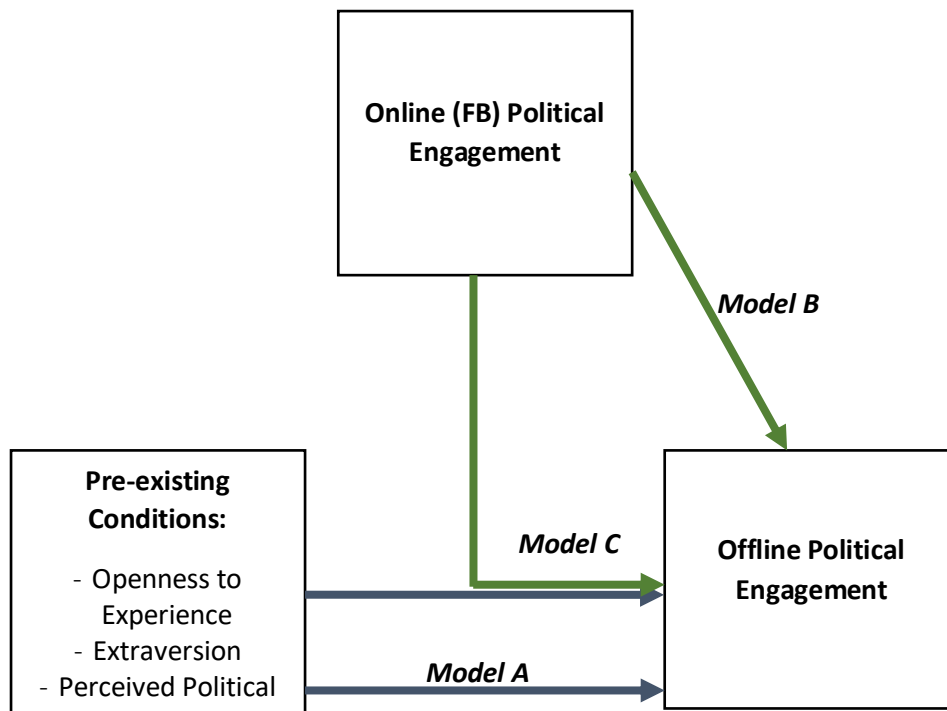 Online (FB) Political
Engagement
Model B
Pre-existing
Conditions:
- Openness to
Experience
- Extraversion
- Perceived Political
Model C
Model A
Offline Political
Engagement